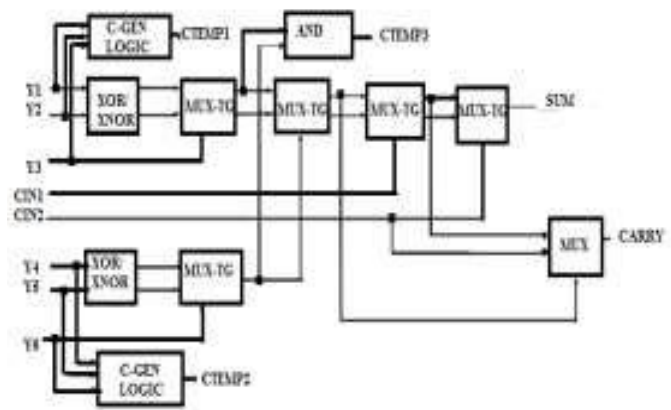 C-GEN
LOGIC
CTEMP1
AND
CTEMP3
Y1
Y2
XOR/
XNOR
MUX-TG
MUX-TG
MUX-TG
MUX-TG
SUM
Y3
CIN1
CIN2
MUX
CARRY
Y4
Y5
XOR/
XNOR
MUX-TG
Y6
C-GEN
LOGIC
CTEMP2